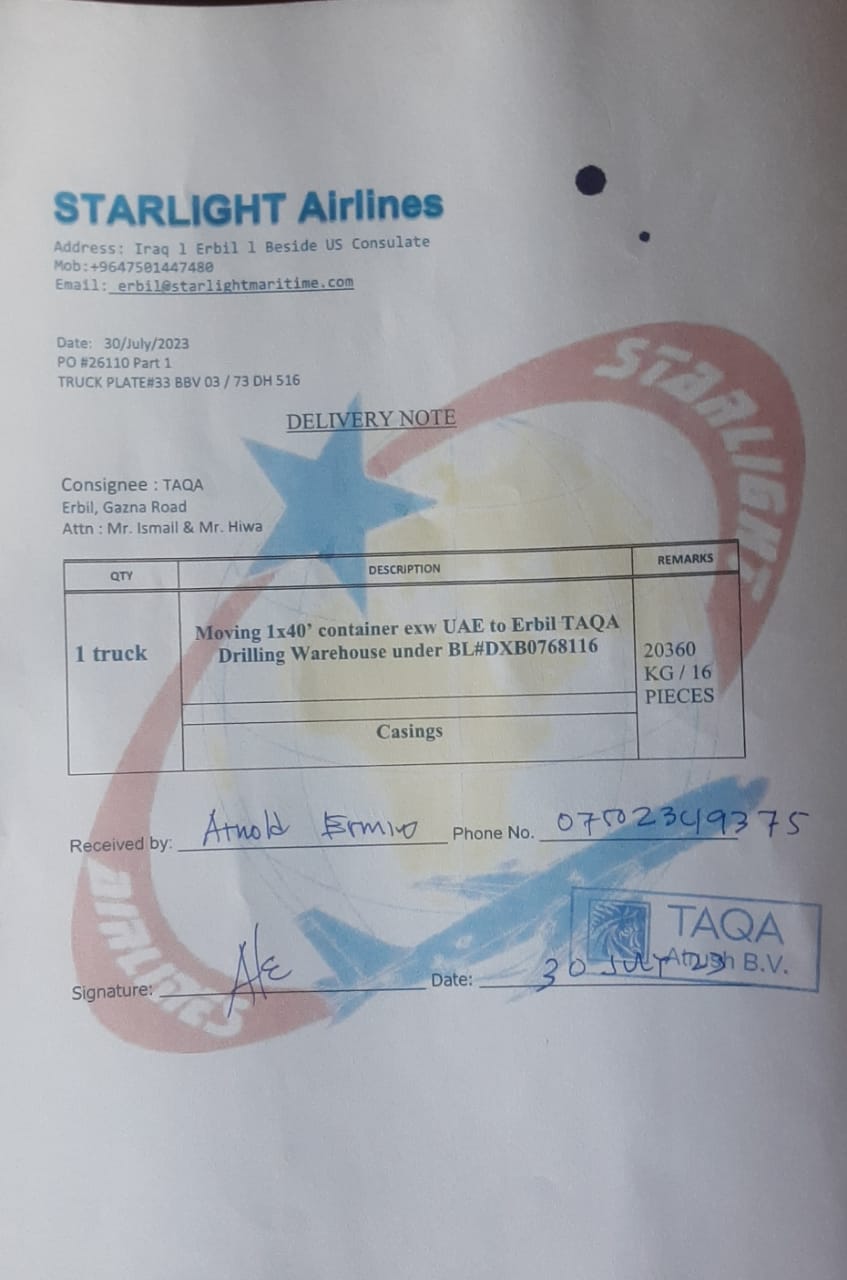 STARLIGHT Airlines
Address: Iraq l Erbil l Beside US Consulate
Mob:+9647501447480
Email: erbil@starlightmaritime.com
Date: 30/July/2023
PO #26110 Part 1
TRUCK PLATE#33 BBV 03 / 73 DH 516
DELIVERY NOTE
STARLIGHT
Consignee : TAQA
Erbil, Gazna Road
Attn : Mr. Ismail & Mr. Hiwa
QTY DESCRIPTION REMARKS
1 truck
Moving 1x40’ container exw UAE to Erbil TAQA
Drilling Warehouse under BL#DXB0768116
20360
KG / 16
PIECES
Casings
Received by: Arnold Phone No. 07502349375
AIRLINES
TAQA
Atrush B.V.
Signature: Date: 30 July 23